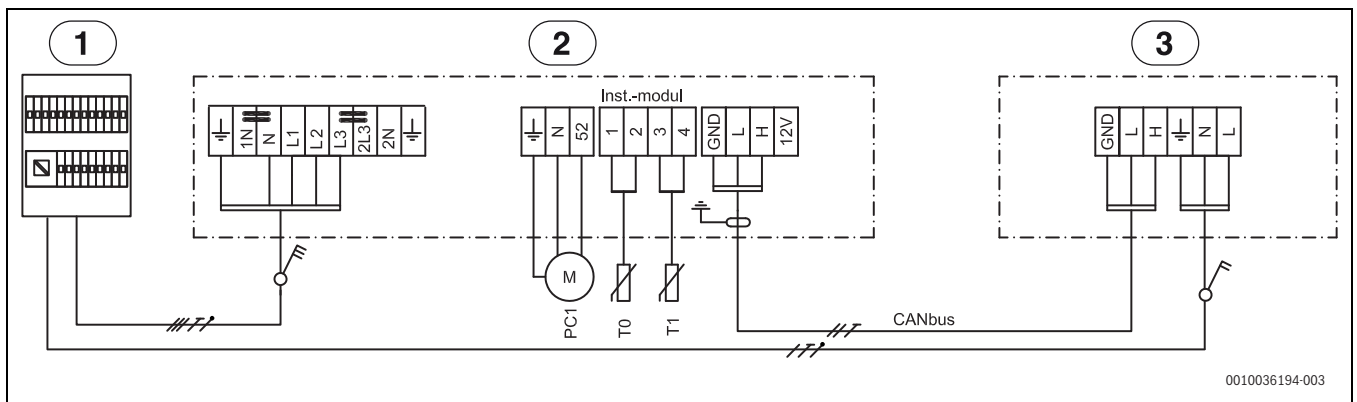 1
2
3
Inst.-modul
1N
N
L1
L2
L3
2L3
2N
N
52
1
2
3
4
GND
L
H
12V
GND
L
H
N
L
M
PC1
T0
T1
CANbus
0010036194-003